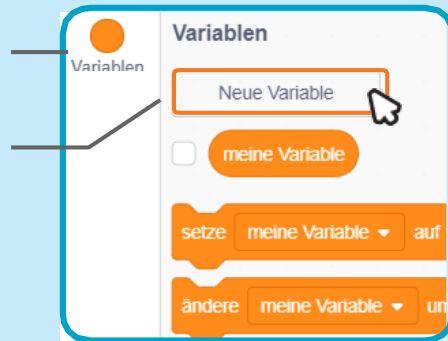 Variablen
Variablen
Neue Variable
meine Variable
setze meine Variable auf
ändere meine Variable